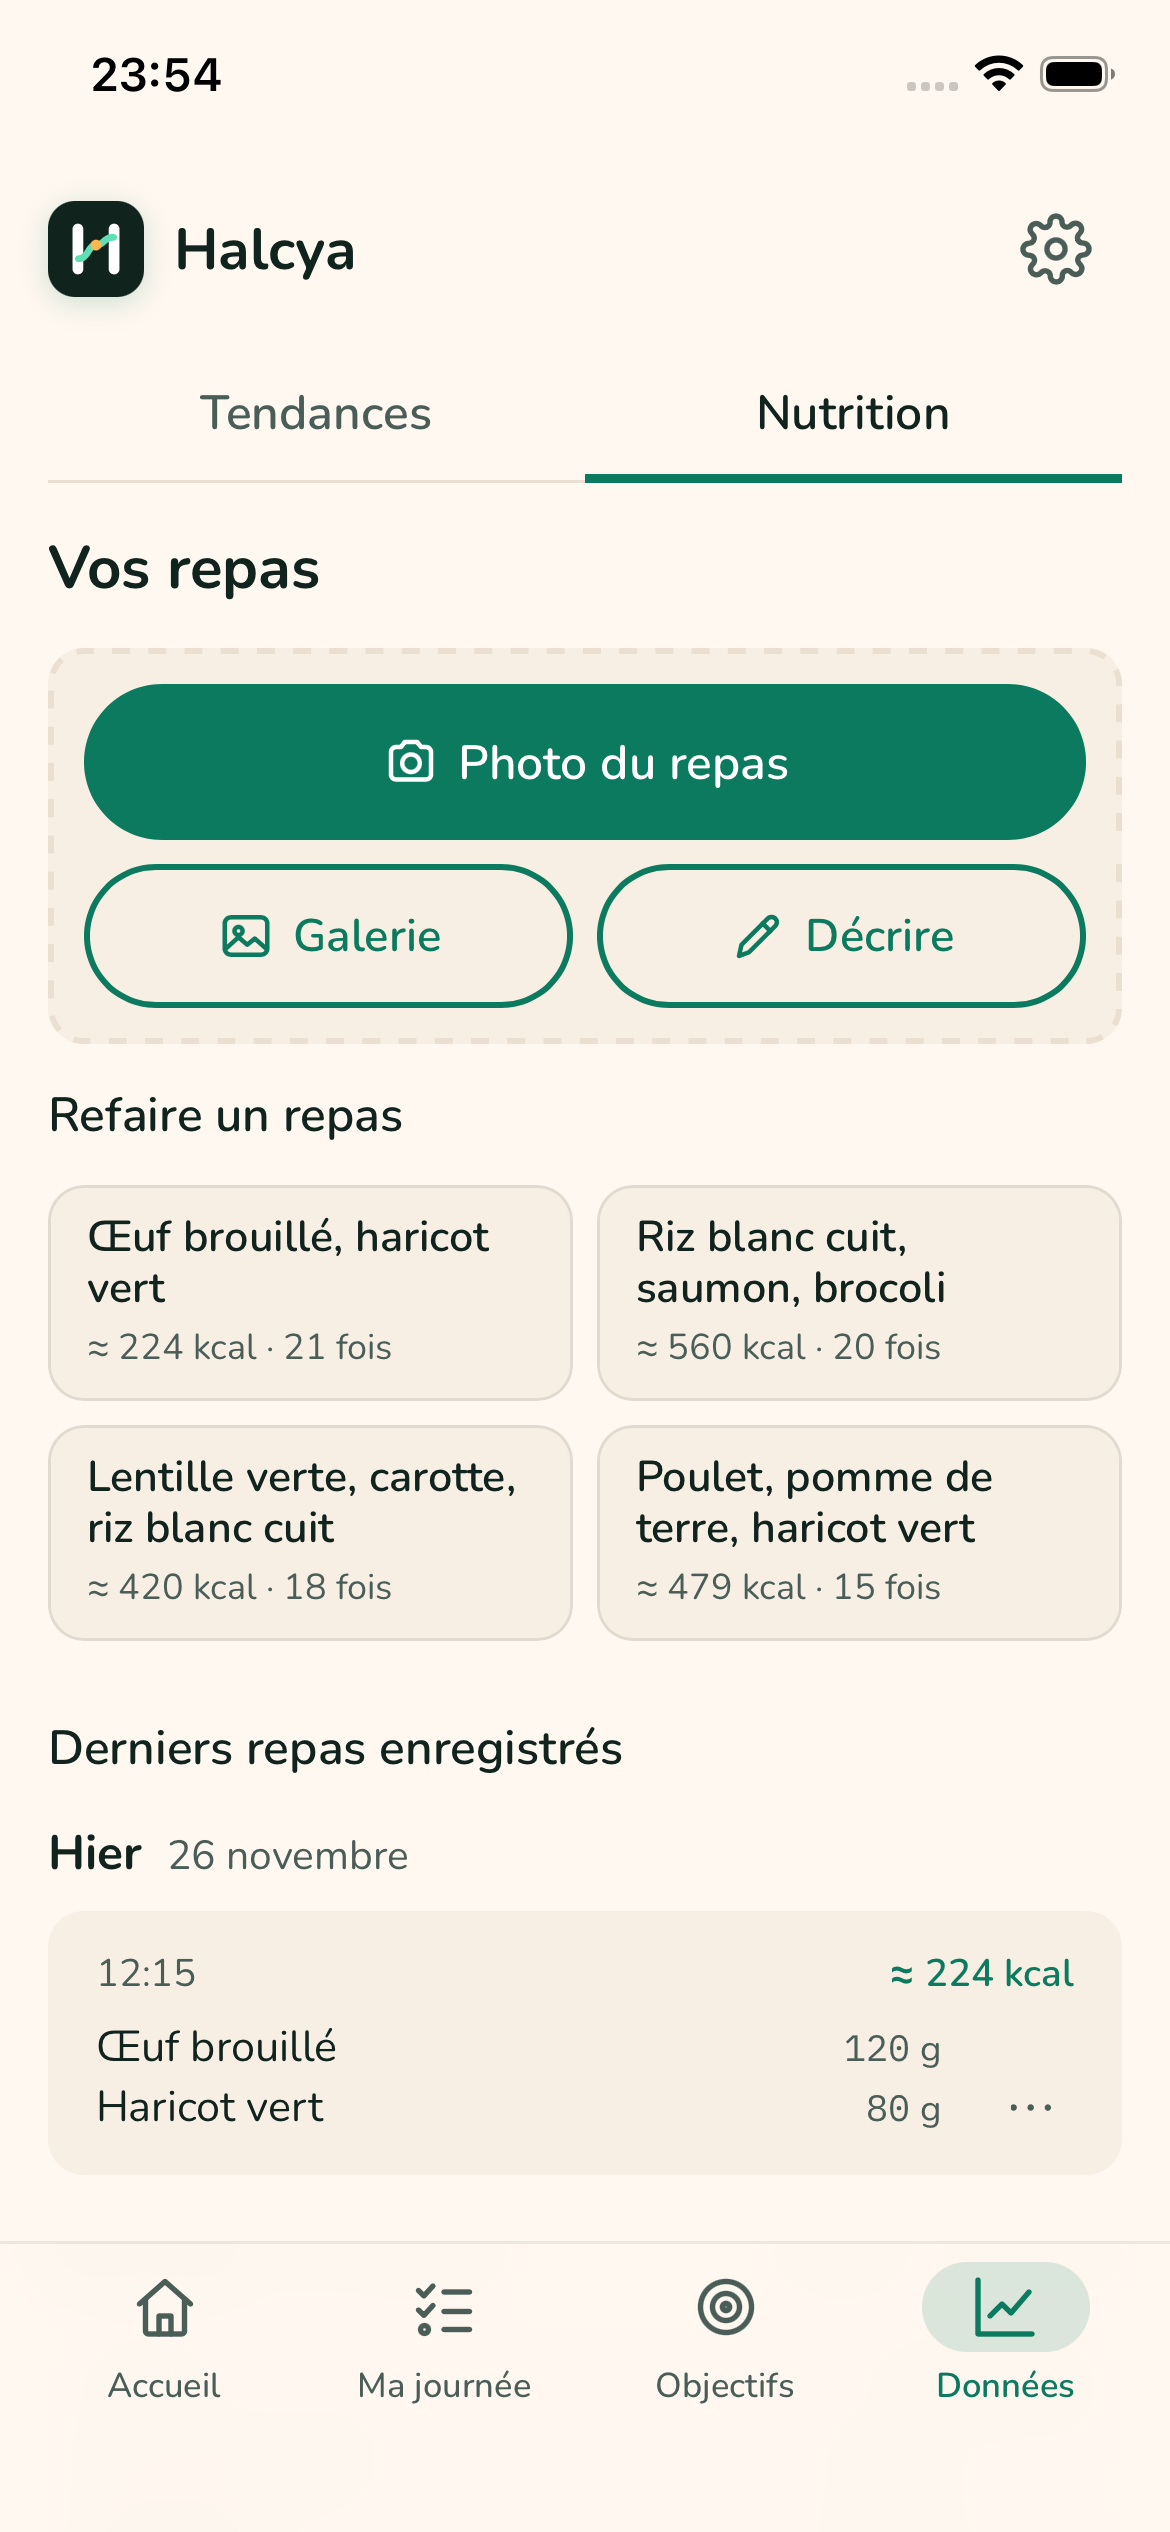 23:54
Halcya
Tendances
Nutrition
Vos repas
Photo du repas
Galerie
Décrire
Refaire un repas
Œuf brouillé, haricot
vert
≈ 224 kcal · 21 fois
Riz blanc cuit,
saumon, brocoli
≈ 560 kcal · 20 fois
Lentille verte, carotte,
riz blanc cuit
≈ 420 kcal · 18 fois
Poulet, pomme de
terre, haricot vert
≈ 479 kcal · 15 fois
Derniers repas enregistrés
Hier 26 novembre
12:15 ≈ 224 kcal
Œuf brouillé 120 g
Haricot vert 80 g ···
Accueil
Ma journée
Objectifs
Données